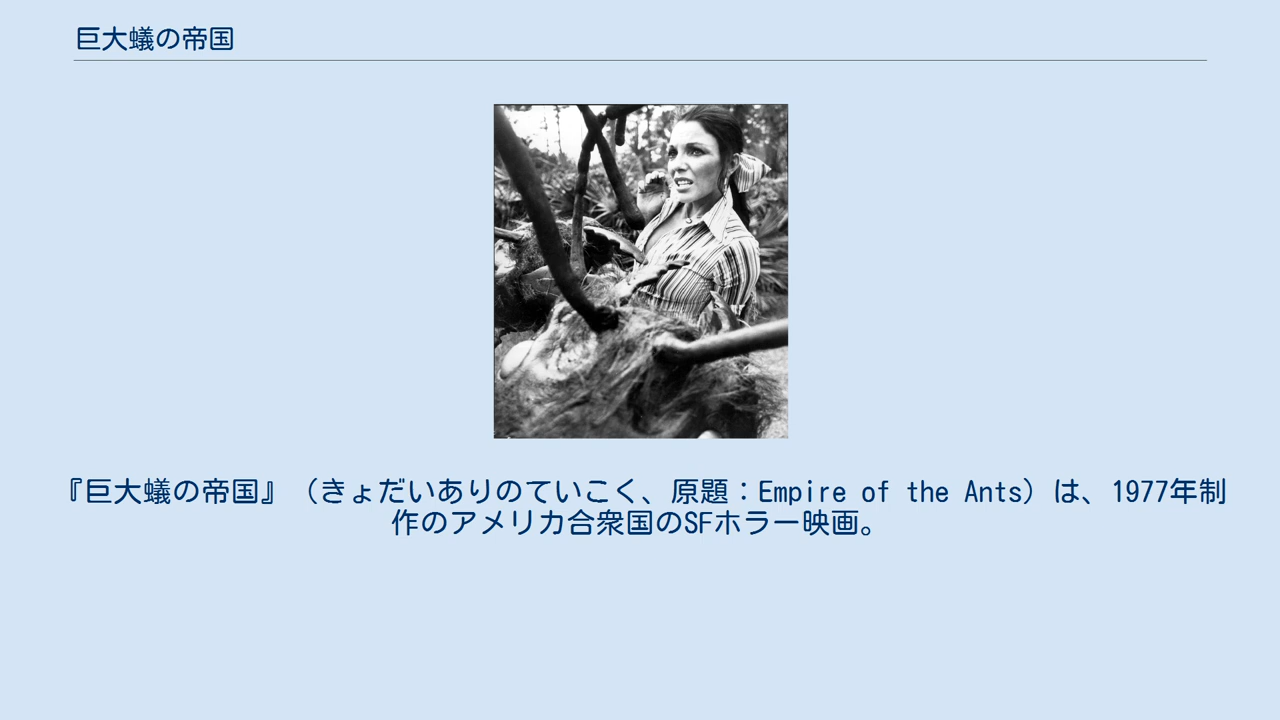 巨大蟻の帝国
『巨大蟻の帝国』（きょだいありのていこく、原題：Empire of the Ants）は、1977年制
作のアメリカ合衆国のSFホラー映画。